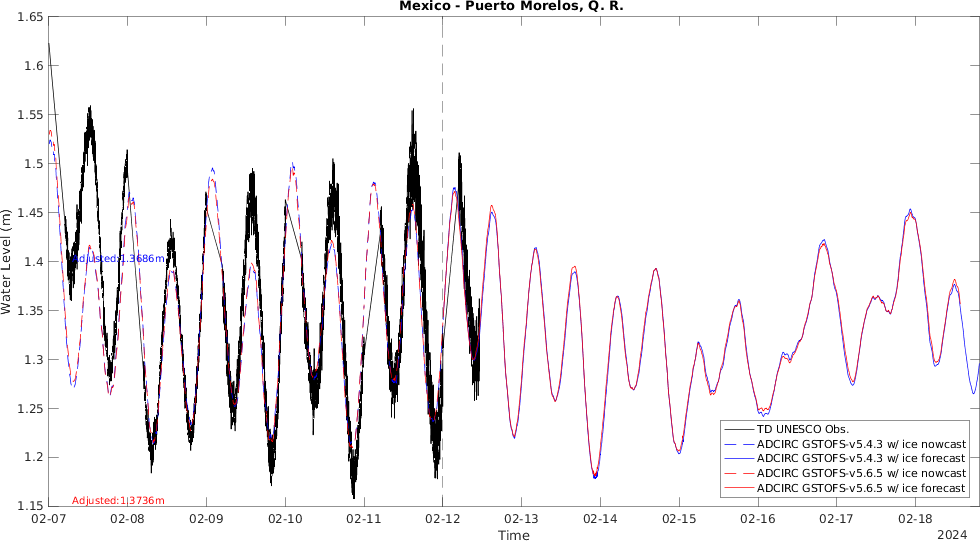 Mexico - Puerto Morelos, Q. R.
1.65
1.6
1.55
1.5
1.45
1.4
1.35
1.3
1.25
1.2
1.15
Water Level (m)
Adjusted:1.3686m
Adjusted:1.3736m
TD UNESCO Obs.
ADCIRC GSTOFS-v5.4.3 w/ ice nowcast
ADCIRC GSTOFS-v5.4.3 w/ ice forecast
ADCIRC GSTOFS-v5.6.5 w/ ice nowcast
ADCIRC GSTOFS-v5.6.5 w/ ice forecast
02-07 02-08 02-09 02-10 02-11 02-12 02-13 02-14 02-15 02-16 02-17 02-18
Time
2024